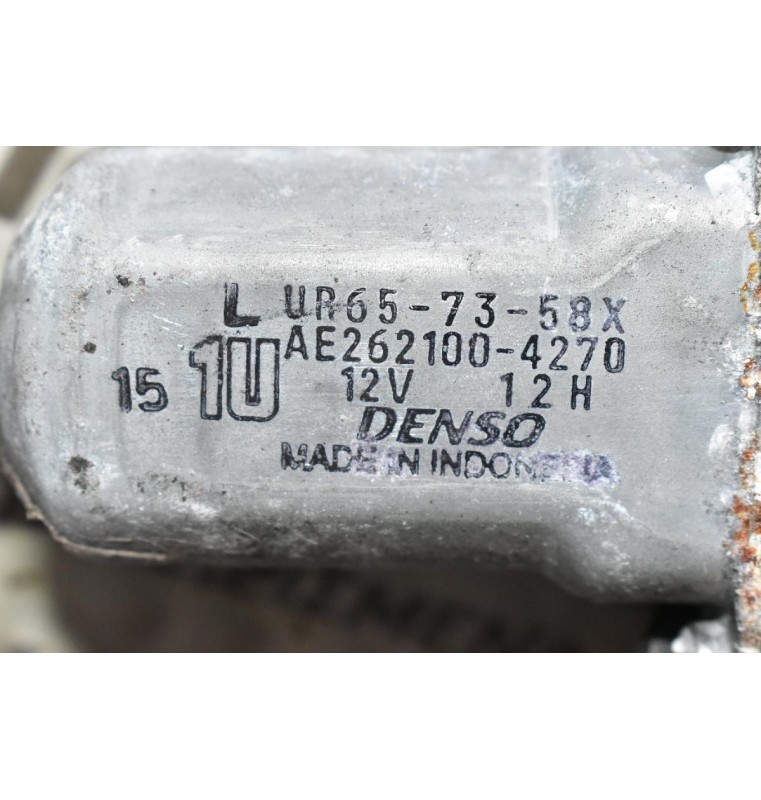 L UR65-73-58X
15 1U AE262100-4270
12V 12H
DENSO
MADE IN INDONESIA